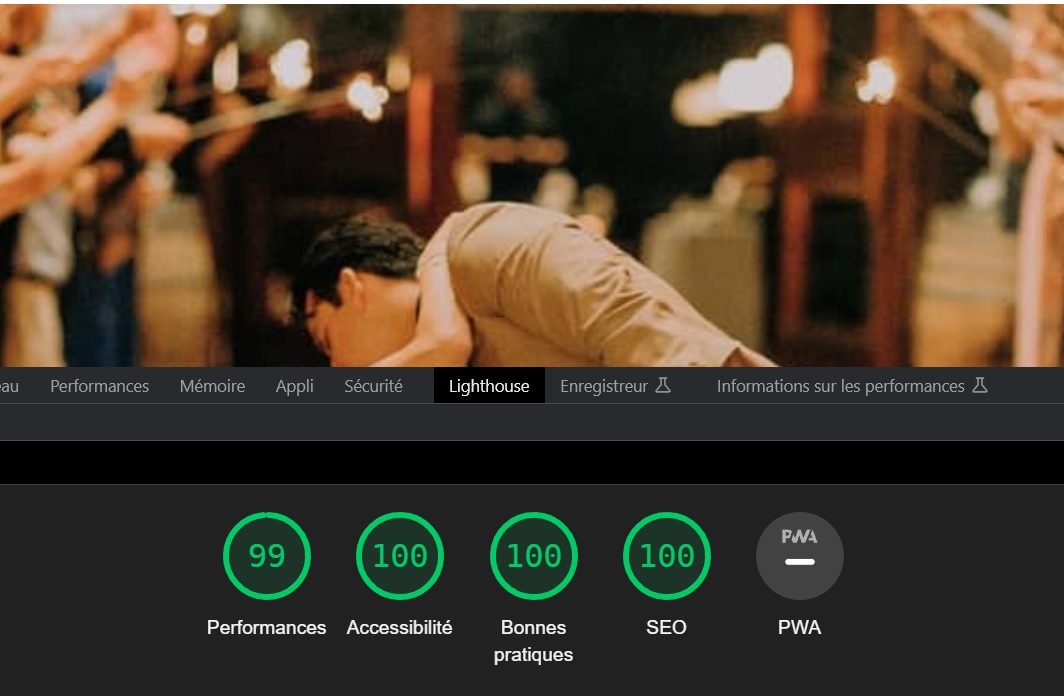 eau Performances Mémoire Appli Sécurité Lighthouse Enregistreur Informations sur les performances
99 100 100 100 PWA
Performances Accessibilité Bonnes pratiques SEO PWA